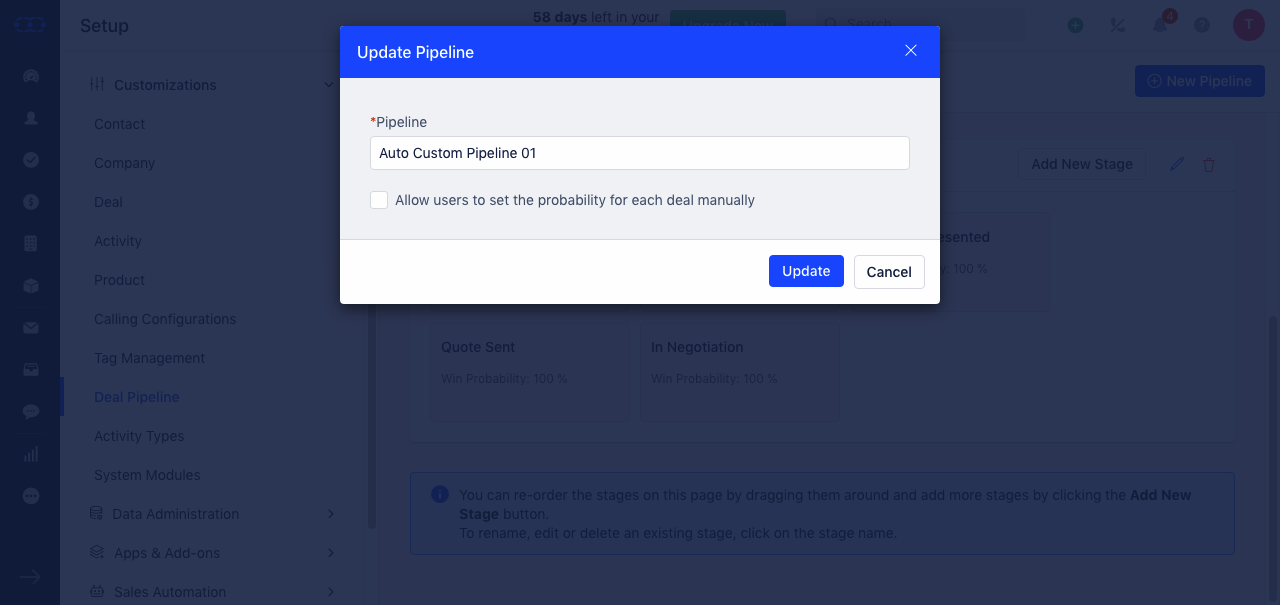 Setup
58 days left in your
Search
4
T
Update Pipeline
Customizations
New Pipeline
Contact
*Pipeline
Auto Custom Pipeline 01
Company
Add New Stage
Deal
Allow users to set the probability for each deal manually
Activity
Product
100 %
Update
Cancel
Calling Configurations
Quote Sent
In Negotiation
Tag Management
Win Probability: 100 %
Win Probability: 100 %
Deal Pipeline
Activity Types
System Modules
You can re-order the stages on this page by dragging them around and add more stages by clicking the Add New
Stage button.
To rename, edit or delete an existing stage, click on the stage name.
Data Administration
Apps & Add-ons
Sales Automation